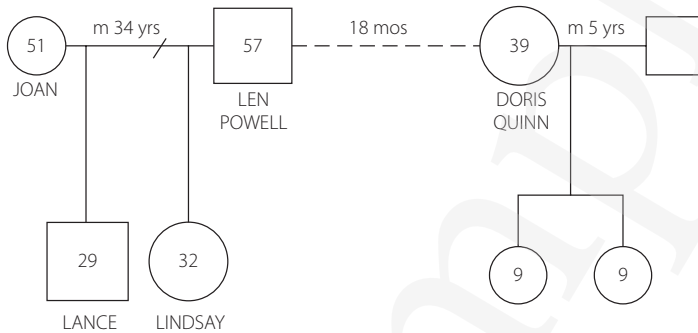 m 34 yrs
18 mos
m 5 yrs
51
57
39
JOAN
LEN
POWELL
DORIS
QUINN
29
32
9
9
LANCE
LINDSAY